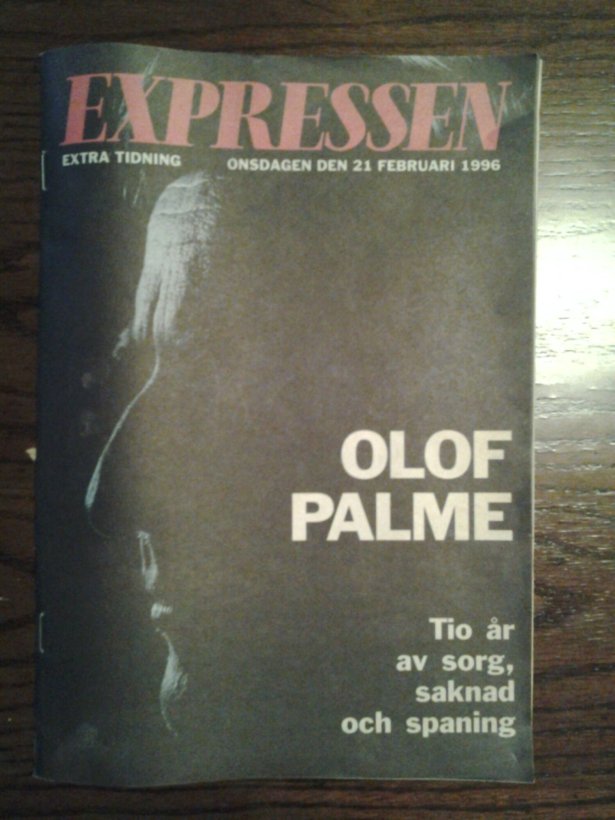 EXPRESSEN
EXTRA TIDNING ONSDAGEN DEN 21 FEBRUARI 1996
OLOF
PALME
Tio år
av sorg,
saknad
och spaning